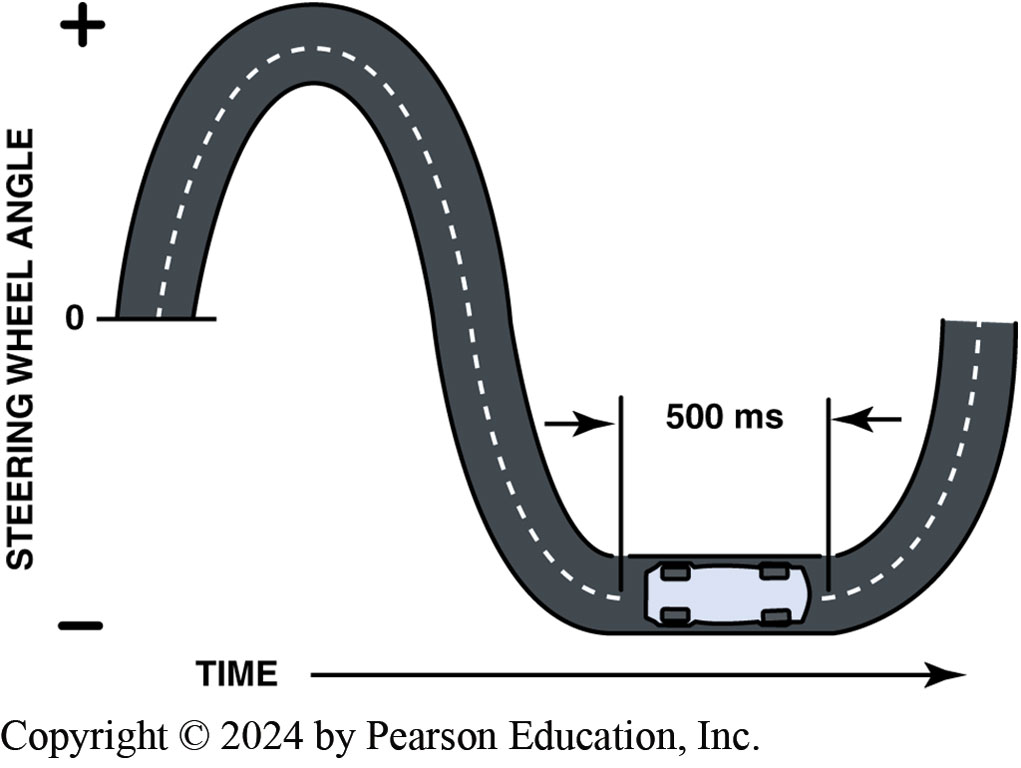 +
STEERING WHEEL ANGLE
0
500 ms
−
TIME
Copyright © 2024 by Pearson Education, Inc.